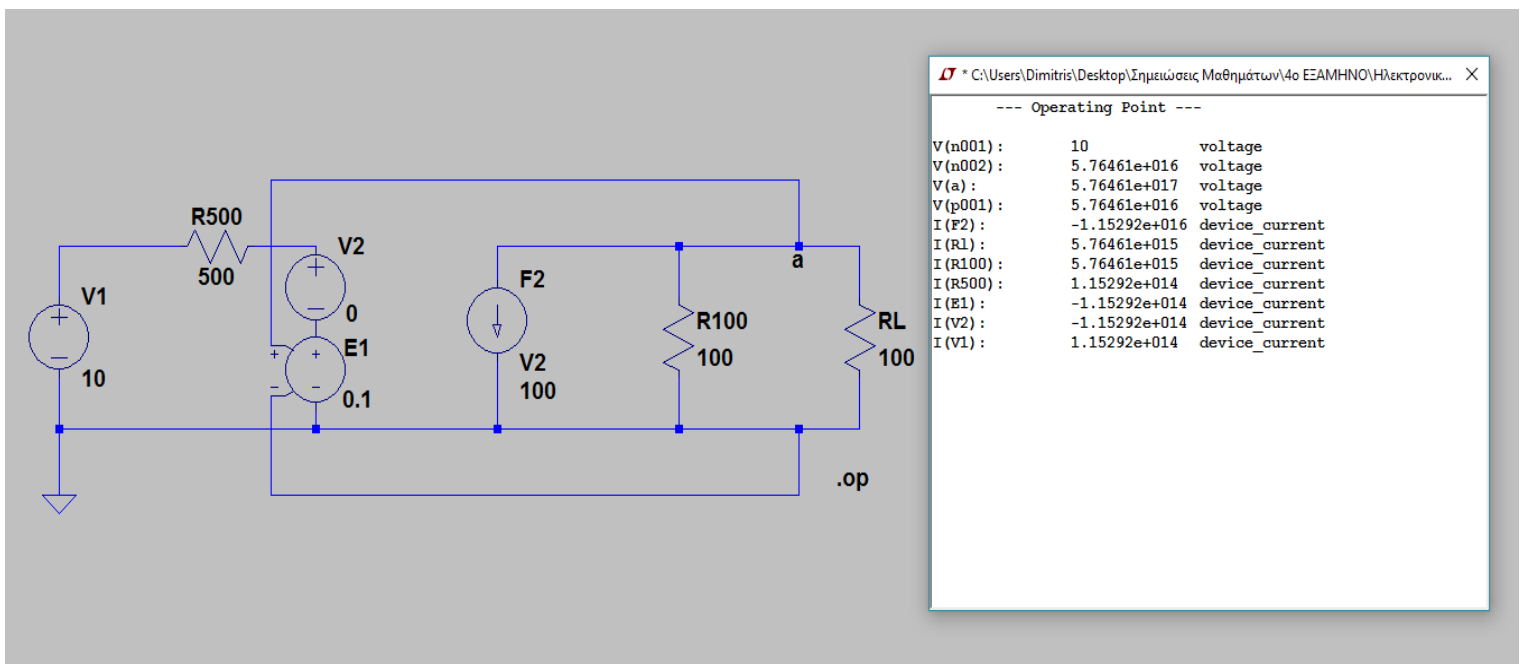 R500
500
V1
10
V2
0
E1
0.1
+
-
+
-
+
-
+
-
F2
V2
100
R100
100
a
RL
100
.op
* C:\Users\Dimitris\Desktop\Σημειώσεις Μαθημάτων\4ο ΕΞΑΜΗΝΟ\Ηλεκτρονικ... X
--- Operating Point ---
V(n001): 10 voltage
V(n002): 5.76461e+016 voltage
V(a): 5.76461e+017 voltage
V(p001): 5.76461e+016 voltage
I(F2): -1.15292e+016 device_current
I(Rl): 5.76461e+015 device_current
I(R100): 5.76461e+015 device_current
I(R500): 1.15292e+014 device_current
I(E1): -1.15292e+014 device_current
I(V2): -1.15292e+014 device_current
I(V1): 1.15292e+014 device_current